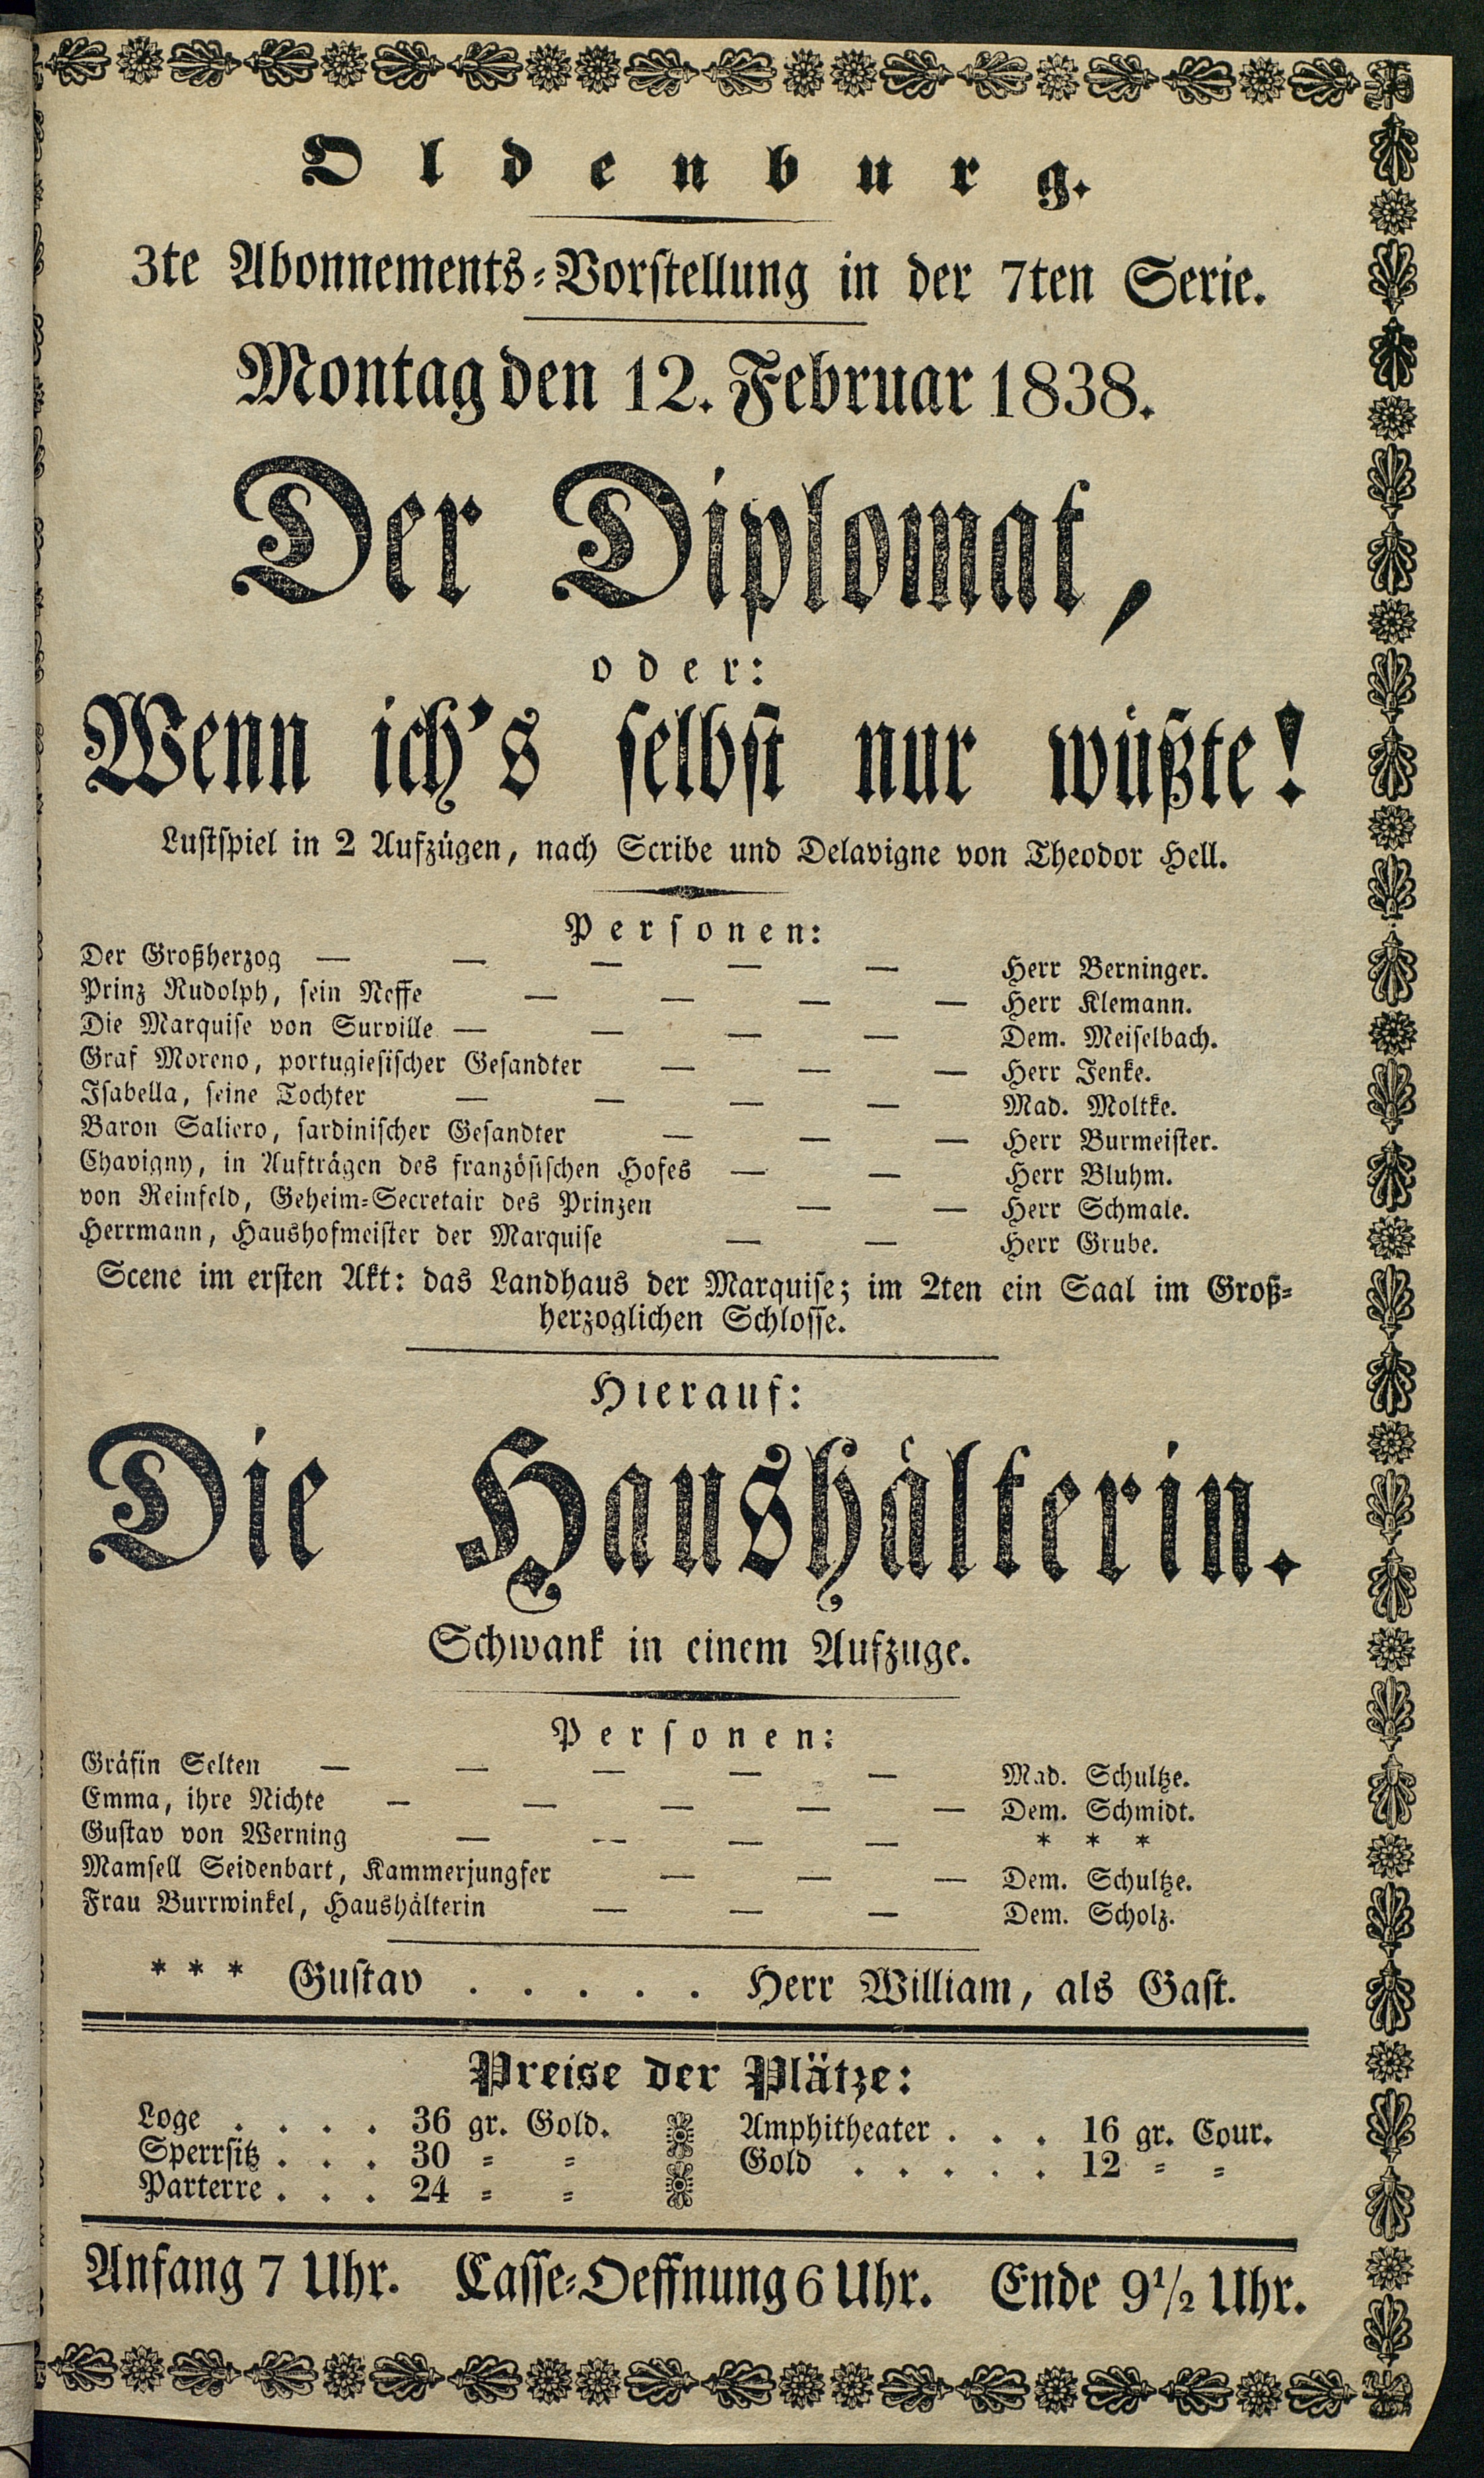 Oldenburg.
3te Abonnements-Vorstellung in der 7ten Serie.
Montag den 12. Februar 1838.
Der Diplomat,
oder:
Wenn ich's selbst nur wüßte!
Lustspiel in 2 Aufzügen, nach Scribe und Delavigne von Theodor Hell.
Personen:
Der Großherzog — — — — — Herr Berninger.
Prinz Rudolph, sein Neffe — — — — Herr Klemann.
Die Marquise von Surville — — — — Dem. Meiselbach.
Graf Moreno, portugiesischer Gesandter — — — Herr Jenke.
Isabella, seine Tochter — — — — Mad. Moltke.
Baron Saliero, sardinischer Gesandter — — — Herr Burmeister.
Chavigny, in Aufträgen des französischen Hofes — — Herr Bluhm.
von Reinfeld, Geheim-Secretair des Prinzen — — Herr Schmale.
Herrmann, Haushofmeister der Marquise — — Herr Grube.
Scene im ersten Akt: das Landhaus der Marquise; im 2ten ein Saal im Groß-
herzoglichen Schlosse.
Hierauf:
Die Haushälterin.
Schwank in einem Aufzuge.
Personen:
Gräfin Selten — — — — — Mad. Schultze.
Emma, ihre Nichte — — — — — Dem. Schmidt.
Gustav von Werning — — — — * * *
Mamsell Seidenbart, Kammerjungfer — — — Dem. Schultze.
Frau Burrwinkel, Haushälterin — — — Dem. Scholz.
* * * Gustav . . . . . Herr William, als Gast.
Preise der Plätze:
Loge . . . . 36 gr. Gold. Amphitheater . . . 16 gr. Cour.
Sperrsitz . . . 30 = = Gold . . . . . 12 = =
Parterre . . . 24 = =
Anfang 7 Uhr. Casse-Oeffnung 6 Uhr. Ende 9½ Uhr.